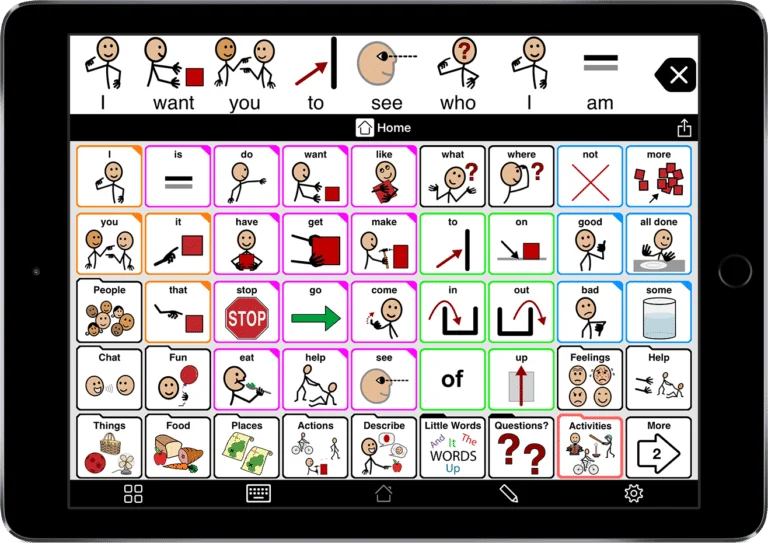 I want you to see who I am
Home
I is do want like what where not more
you it have get make to on good all done
People that stop go come in out bad some
STOP
Chat Fun eat help see of up Feelings Help
Things Food Places Actions Describe Little Words Questions? Activities More
And It The
WORDS
Up
2